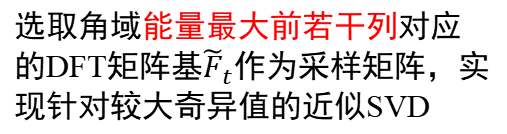 选取角域能量最大前若干列对应
的DFT矩阵基F̃ₜ作为采样矩阵，实
现针对较大奇异值的近似SVD